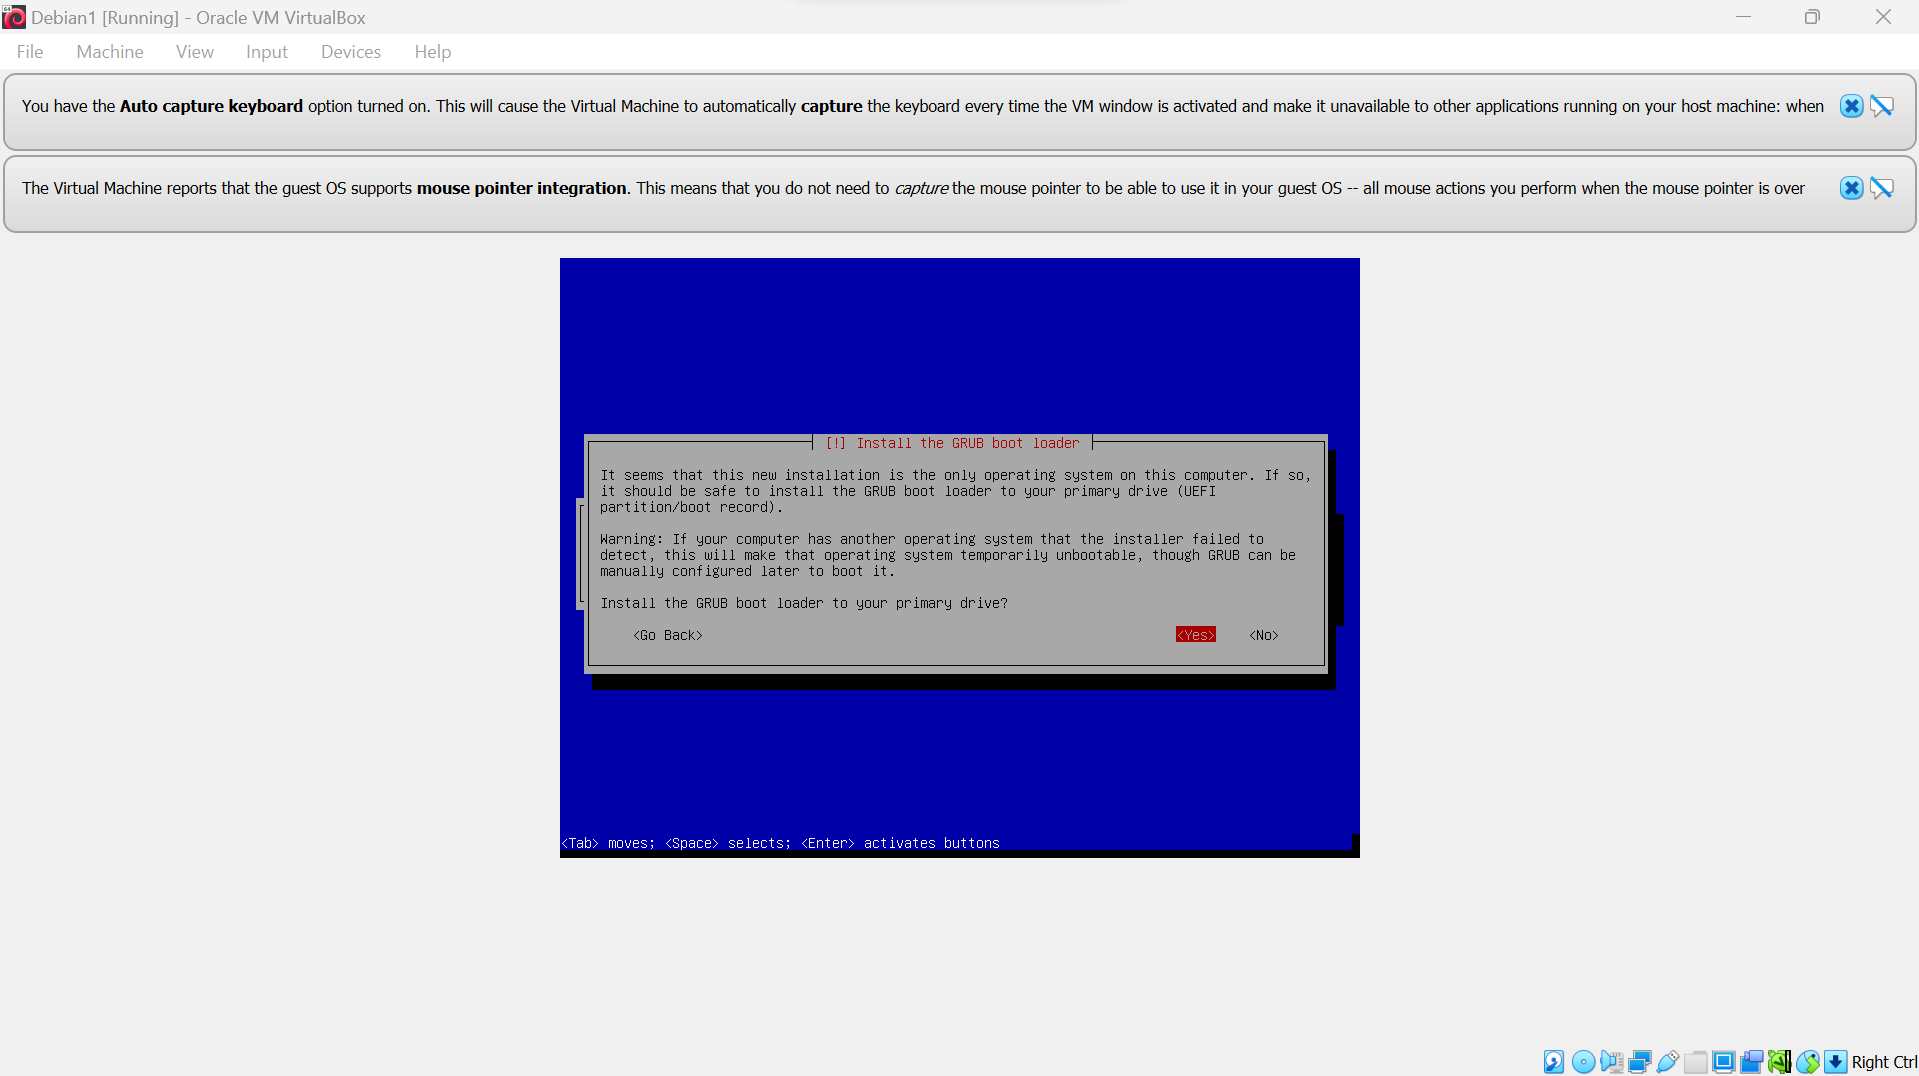 Debian1 [Running] - Oracle VM VirtualBox
File Machine View Input Devices Help
You have the Auto capture keyboard option turned on. This will cause the Virtual Machine to automatically capture the keyboard every time the VM window is activated and make it unavailable to other applications running on your host machine: when
The Virtual Machine reports that the guest OS supports mouse pointer integration. This means that you do not need to capture the mouse pointer to be able to use it in your guest OS -- all mouse actions you perform when the mouse pointer is over
[!] Install the GRUB boot loader
It seems that this new installation is the only operating system on this computer. If so,
it should be safe to install the GRUB boot loader to your primary drive (UEFI
partition/boot record).
Warning: If your computer has another operating system that the installer failed to
detect, this will make that operating system temporarily unbootable, though GRUB can be
manually configured later to boot it.
Install the GRUB boot loader to your primary drive?
<Go Back> <Yes> <No>
<Tab> moves; <Space> selects; <Enter> activates buttons
Right Ctrl